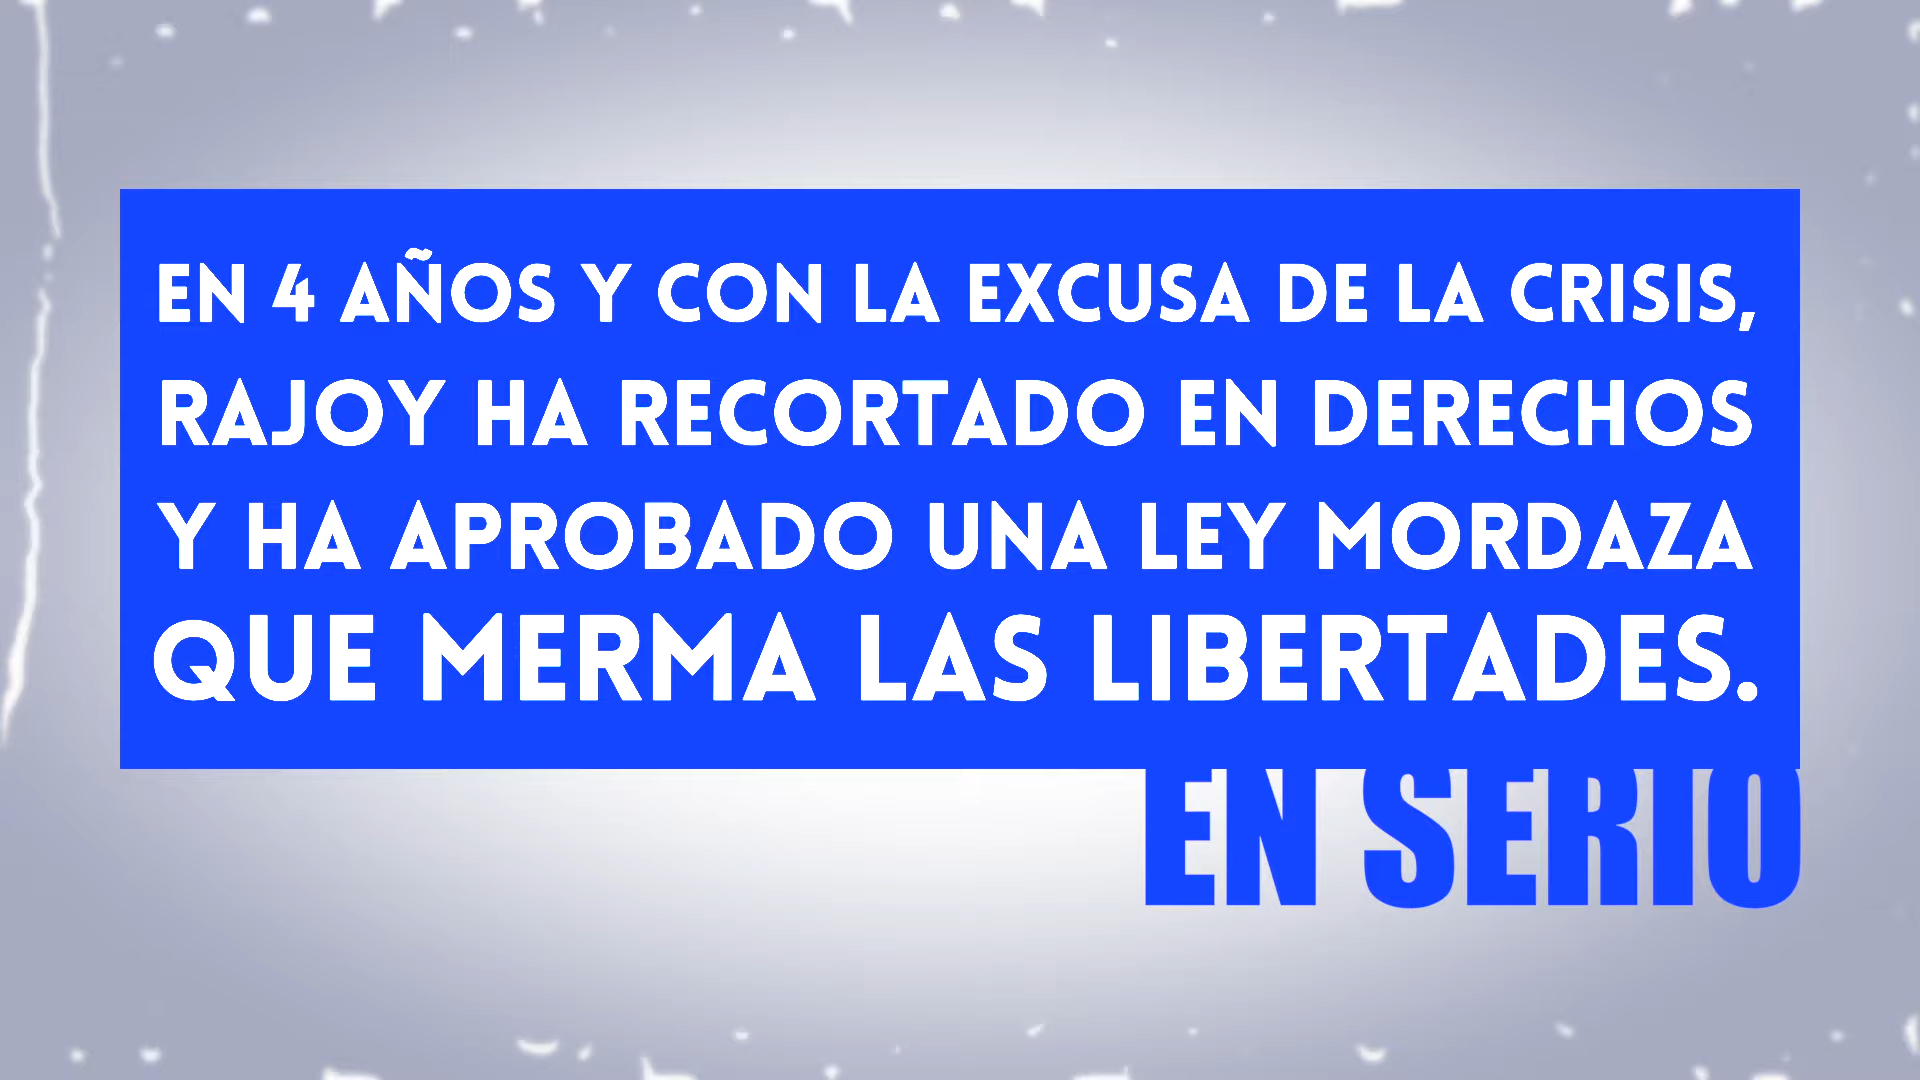 EN 4 AÑOS Y CON LA EXCUSA DE LA CRISIS,
RAJOY HA RECORTADO EN DERECHOS
Y HA APROBADO UNA LEY MORDAZA
QUE MERMA LAS LIBERTADES.
EN SERIO